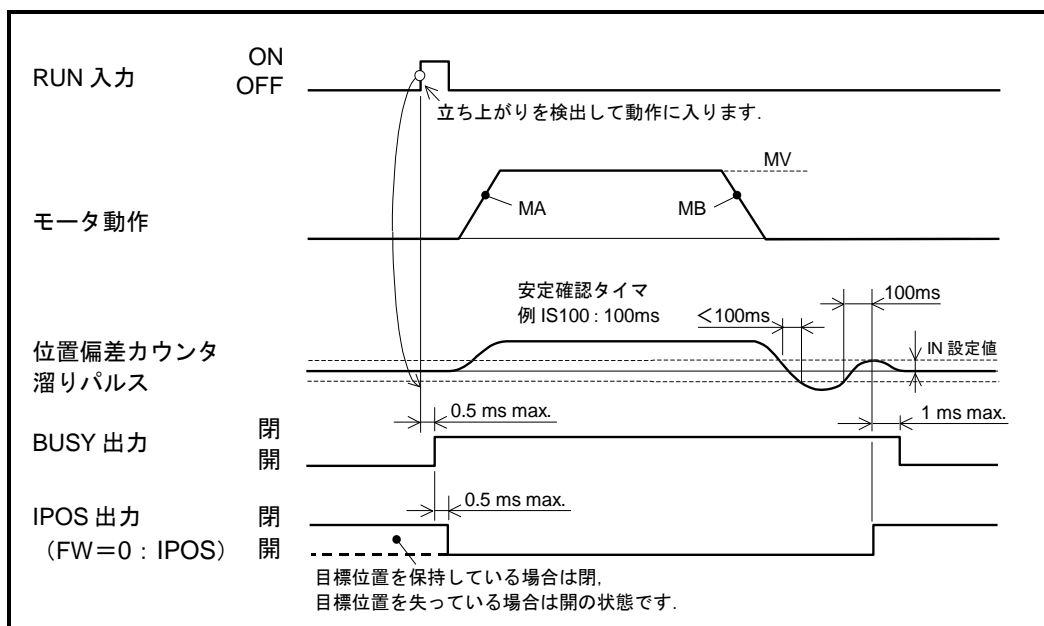 RUN 入力
ON
OFF
立ち上がりを検出して動作に入ります.
モータ動作
MA
MB
MV
安定確認タイマ
例 IS100 : 100ms
＜100ms
100ms
位置偏差カウンタ
溜りパルス
IN 設定値
BUSY 出力
閉
開
0.5 ms max.
1 ms max.
IPOS 出力
（FW＝0 : IPOS）
閉
開
0.5 ms max.
目標位置を保持している場合は閉,
目標位置を失っている場合は開の状態です.